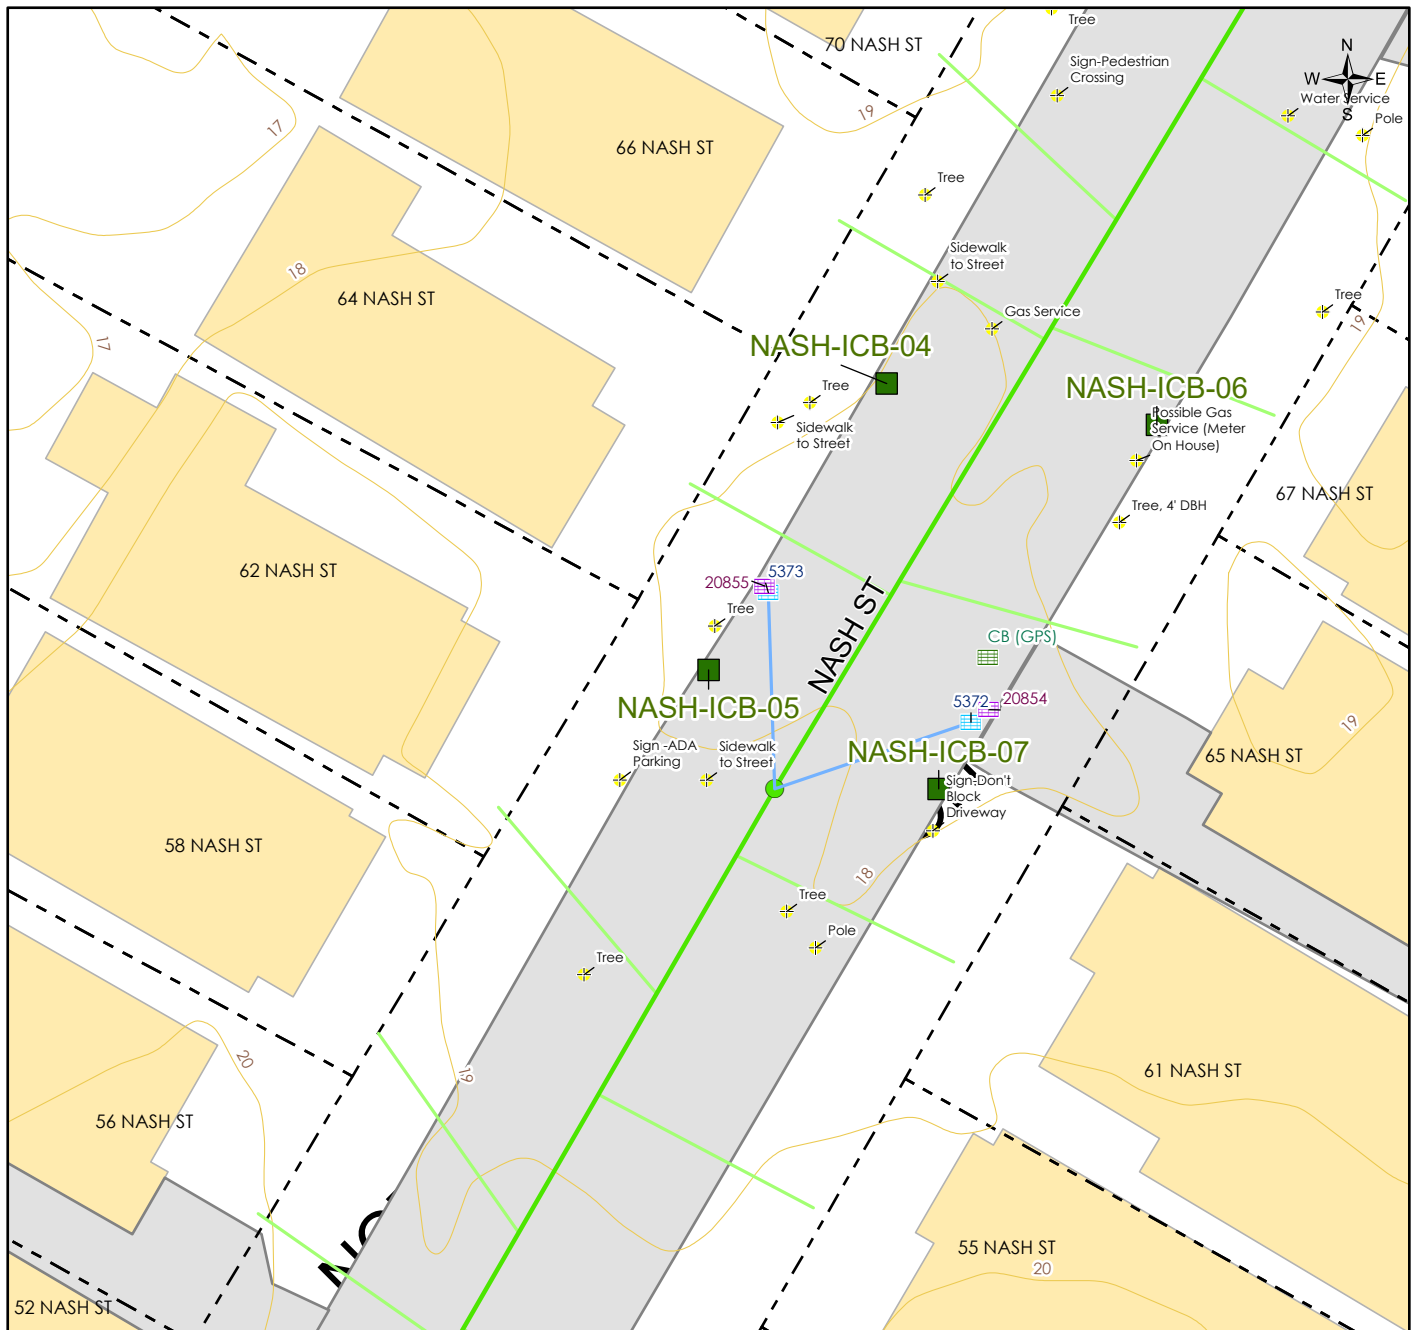 Tree
70 NASH ST
N
W E
S
Sign-Pedestrian
Crossing
Water Service
Pole
19
17
66 NASH ST
Tree
Sidewalk
to Street
18
64 NASH ST
Gas Service
Tree
19
17
NASH-ICB-04
NASH-ICB-06
Tree
Sidewalk
to Street
Possible Gas
Service (Meter
On House)
67 NASH ST
Tree, 4' DBH
62 NASH ST
5373
20855
Tree
NASH ST
CB (GPS)
NASH-ICB-05
5372
20854
19
65 NASH ST
Sign -ADA
Parking
Sidewalk
to Street
NASH-ICB-07
Sign-Don't
Block
Driveway
58 NASH ST
18
Tree
Pole
Tree
20
19
61 NASH ST
56 NASH ST
55 NASH ST
20
52 NASH ST